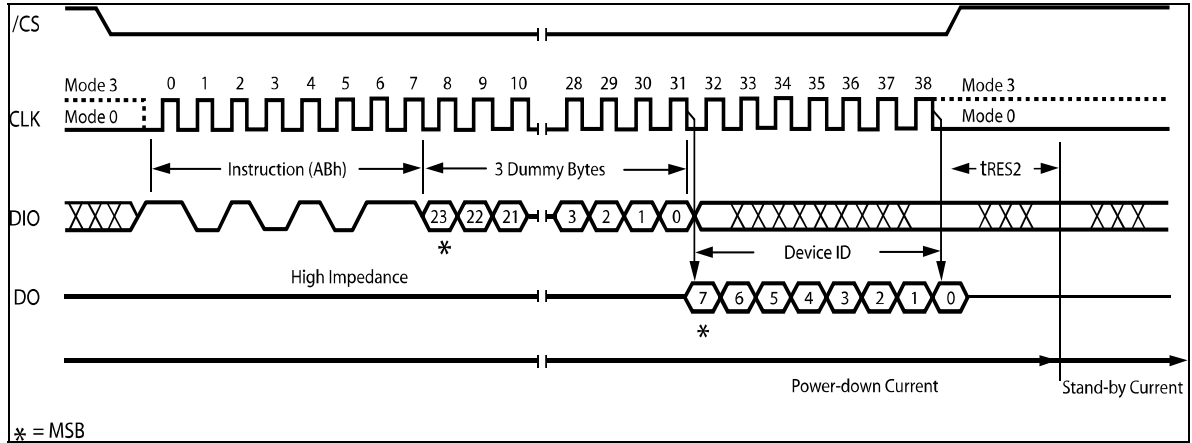 /CS
Mode 3 0 1 2 3 4 5 6 7 8 9 10 28 29 30 31 32 33 34 35 36 37 38 Mode 3
CLK Mode 0 Mode 0
Instruction (ABh) 3 Dummy Bytes tRES2
DIO 23 22 21 3 2 1 0
* Device ID
High Impedance
DO 7 6 5 4 3 2 1 0
*
Power-down Current Stand-by Current
* = MSB